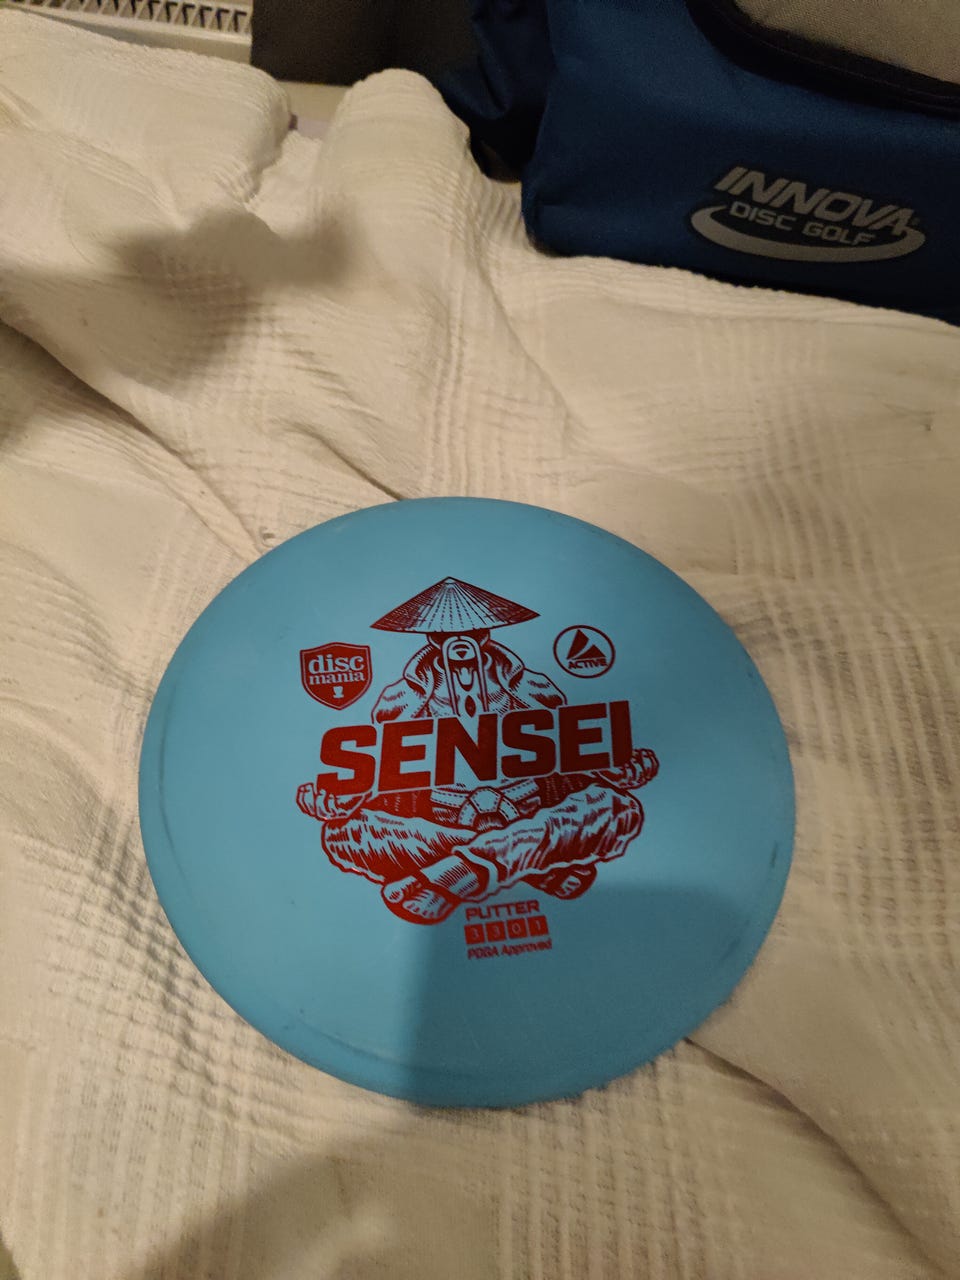 INNOVA
DISC GOLF
disc
mania
ACTIVE
SENSEI
PUTTER
3 3 0 1
PDGA Approved